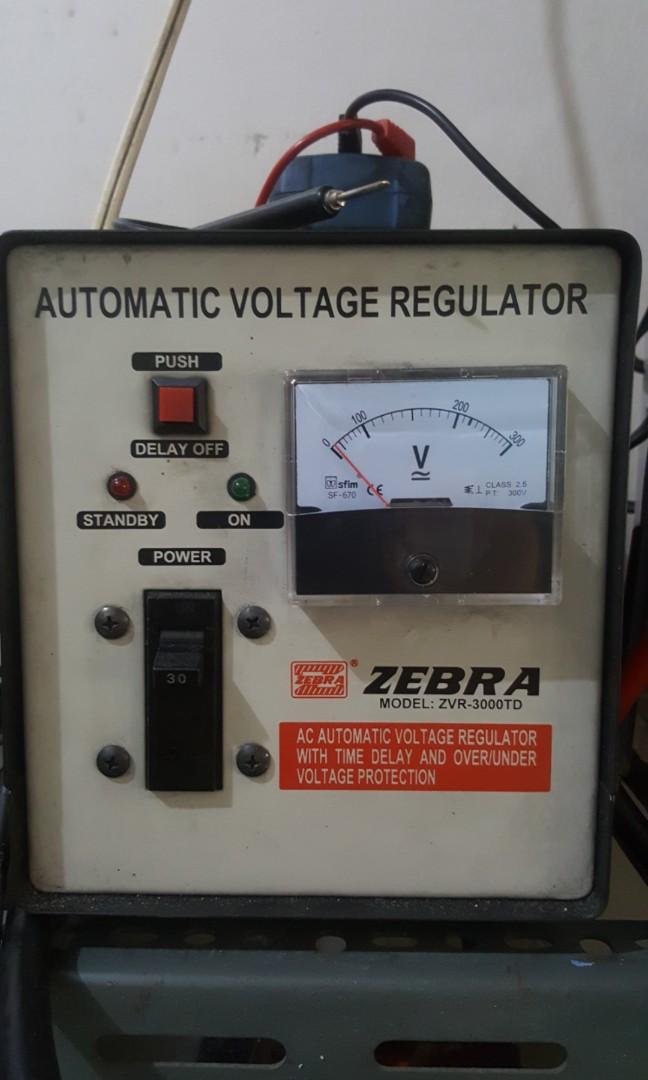 AUTOMATIC VOLTAGE REGULATOR
PUSH
DELAY OFF
STANDBY
ON
POWER
30
0
100
200
300
V
sfim
SF-670
CE
CLASS 2.5
P.T: 300V
ZEBRA
®
ZEBRA
MODEL: ZVR-3000TD
AC AUTOMATIC VOLTAGE REGULATOR
WITH TIME DELAY AND OVER/UNDER
VOLTAGE PROTECTION